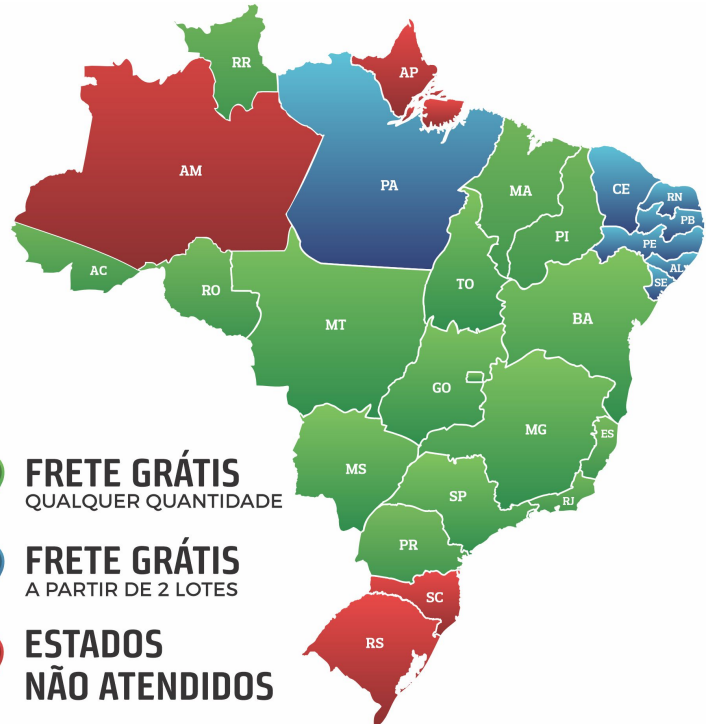 RR
AP
AM
PA
MA
CE
RN
PB
PI
PE
AL
SE
AC
RO
TO
BA
MT
GO
MG
ES
MS
SP
RJ
PR
SC
RS
FRETE GRÁTIS
QUALQUER QUANTIDADE
FRETE GRÁTIS
A PARTIR DE 2 LOTES
ESTADOS
NÃO ATENDIDOS